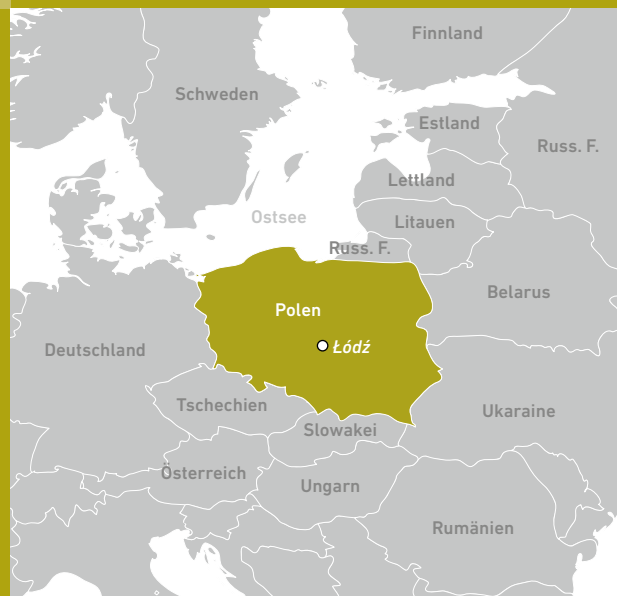 Finnland
Schweden
Estland
Russ. F.
Lettland
Ostsee
Litauen
Russ. F.
Belarus
Polen
Łódź
Deutschland
Tschechien
Ukaraine
Slowakei
Österreich
Ungarn
Rumänien